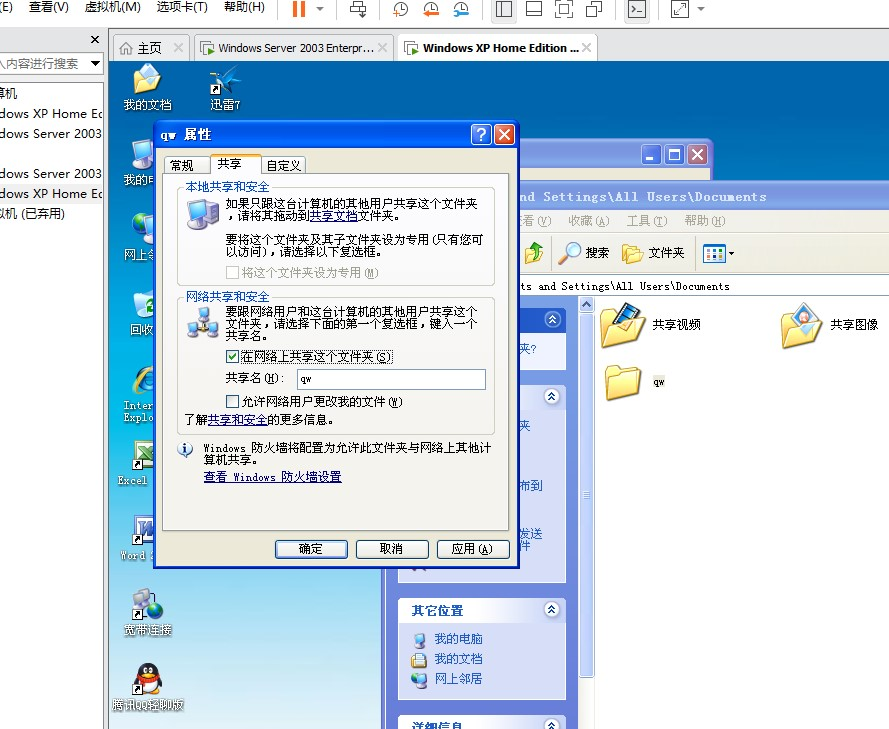 (E) 查看(V) 虚拟机(M) 选项卡(T) 帮助(H)
入内容进行搜索
主页
Windows Server 2003 Enterpr...
Windows XP Home Edition ...
算机
dows XP Home Ed
dows Server 2003
dows Server 2003
dows XP Home Ed
拟机 (已弃用)
我的文档
迅雷7
我的电
网上令
回收
Inter
Explo
Excel
Word
宽带连接
腾讯QQ轻聊版
qw 属性
常规
共享
自定义
本地共享和安全
如果只跟这台计算机的其他用户共享这个文件夹
，请将其拖动到共享文档文件夹。
要将这个文件夹及其子文件夹设为专用(只有您可
以访问)，请选择以下复选框。
将这个文件夹设为专用(M)
网络共享和安全
要跟网络用户和这台计算机的其他用户共享这个
文件夹，请选择下面的第一个复选框，键入一个
共享名。
在网络上共享这个文件夹(S)
共享名(H):
qw
允许网络用户更改我的文件(W)
了解共享和安全的更多信息。
Windows 防火墙将配置为允许此文件夹与网络上其他计
算机共享。
查看 Windows 防火墙设置
确定
取消
应用(A)
nd Settings\All Users\Documents
看(V) 收藏(A) 工具(T) 帮助(H)
搜索
文件夹
ts and Settings\All Users\Documents
夹?
夹
布到
发送
件
其它位置
我的电脑
我的文档
网上邻居
详细信息
共享视频
共享图像
qw